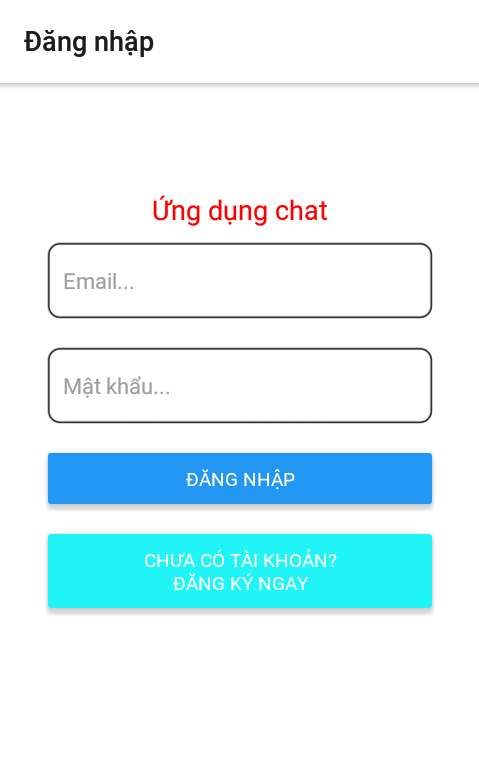 Đăng nhập
Ứng dụng chat
Email...
Mật khẩu...
ĐĂNG NHẬP
CHƯA CÓ TÀI KHOẢN?
ĐĂNG KÝ NGAY